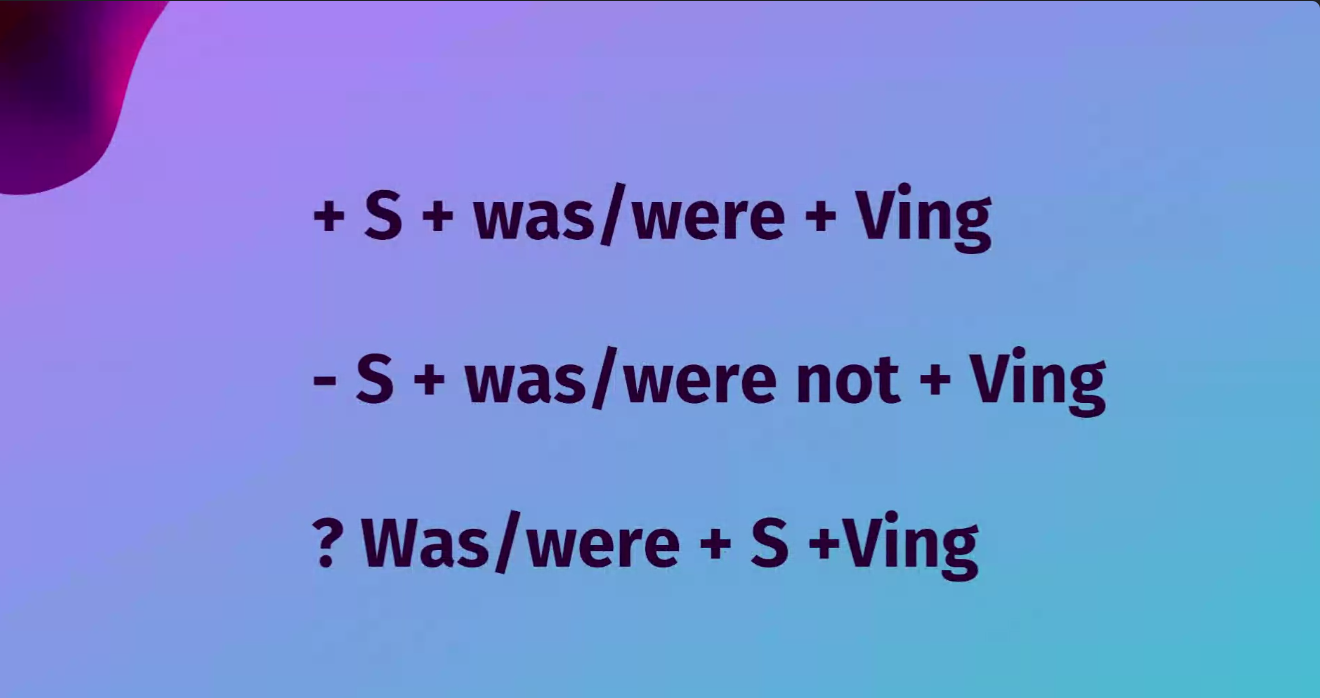 + S + was/were + Ving
- S + was/were not + Ving
? Was/were + S +Ving